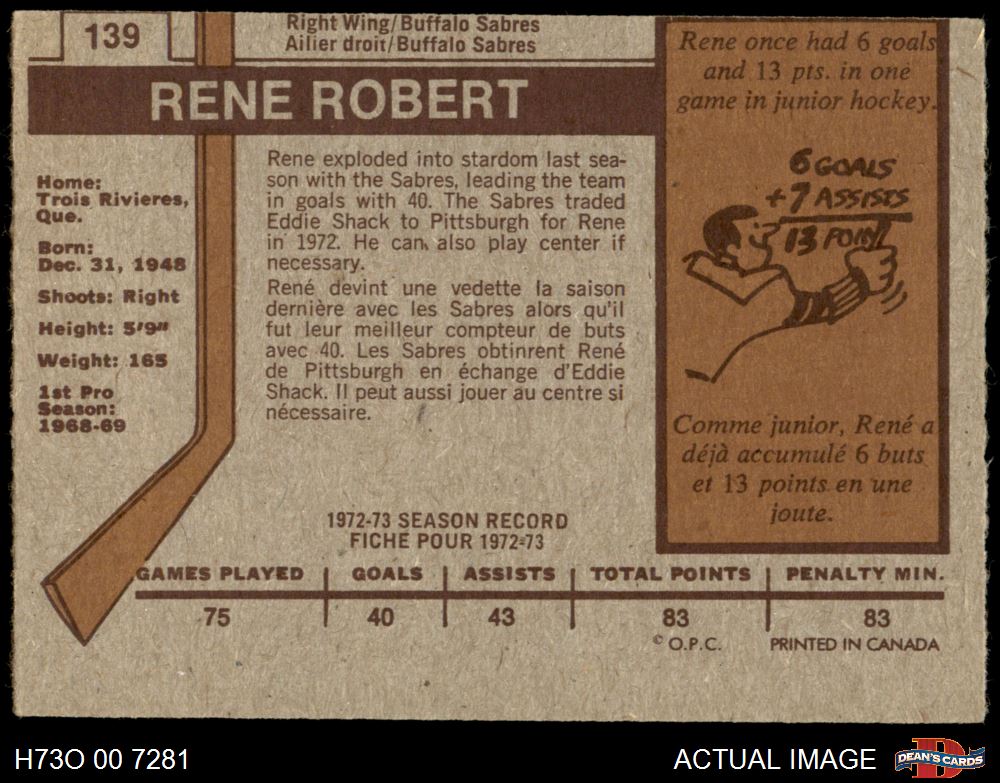 139
Right Wing/Buffalo Sabres
Ailier droit/Buffalo Sabres
RENE ROBERT
Home:
Trois Rivieres,
Que.
Born:
Dec. 31, 1948
Shoots: Right
Height: 5'9"
Weight: 165
1st Pro
Season:
1968-69
Rene exploded into stardom last sea-
son with the Sabres, leading the team
in goals with 40. The Sabres traded
Eddie Shack to Pittsburgh for Rene
in 1972. He can also play center if
necessary.
René devint une vedette la saison
dernière avec les Sabres alors qu'il
fut leur meilleur compteur de buts
avec 40. Les Sabres obtinrent René
de Pittsburgh en échange d'Eddie
Shack. Il peut aussi jouer au centre si
nécessaire.
Rene once had 6 goals
and 13 pts. in one
game in junior hockey.
6 GOALS
+7 ASSISTS
13 POINT
Comme junior, René a
déjà accumulé 6 buts
et 13 points en une
joute.
1972-73 SEASON RECORD
FICHE POUR 1972-73
GAMES PLAYED GOALS ASSISTS TOTAL POINTS PENALTY MIN.
75 40 43 83 83
© O.P.C. PRINTED IN CANADA
H73O 00 7281 ACTUAL IMAGE D DEAN'S CARDS